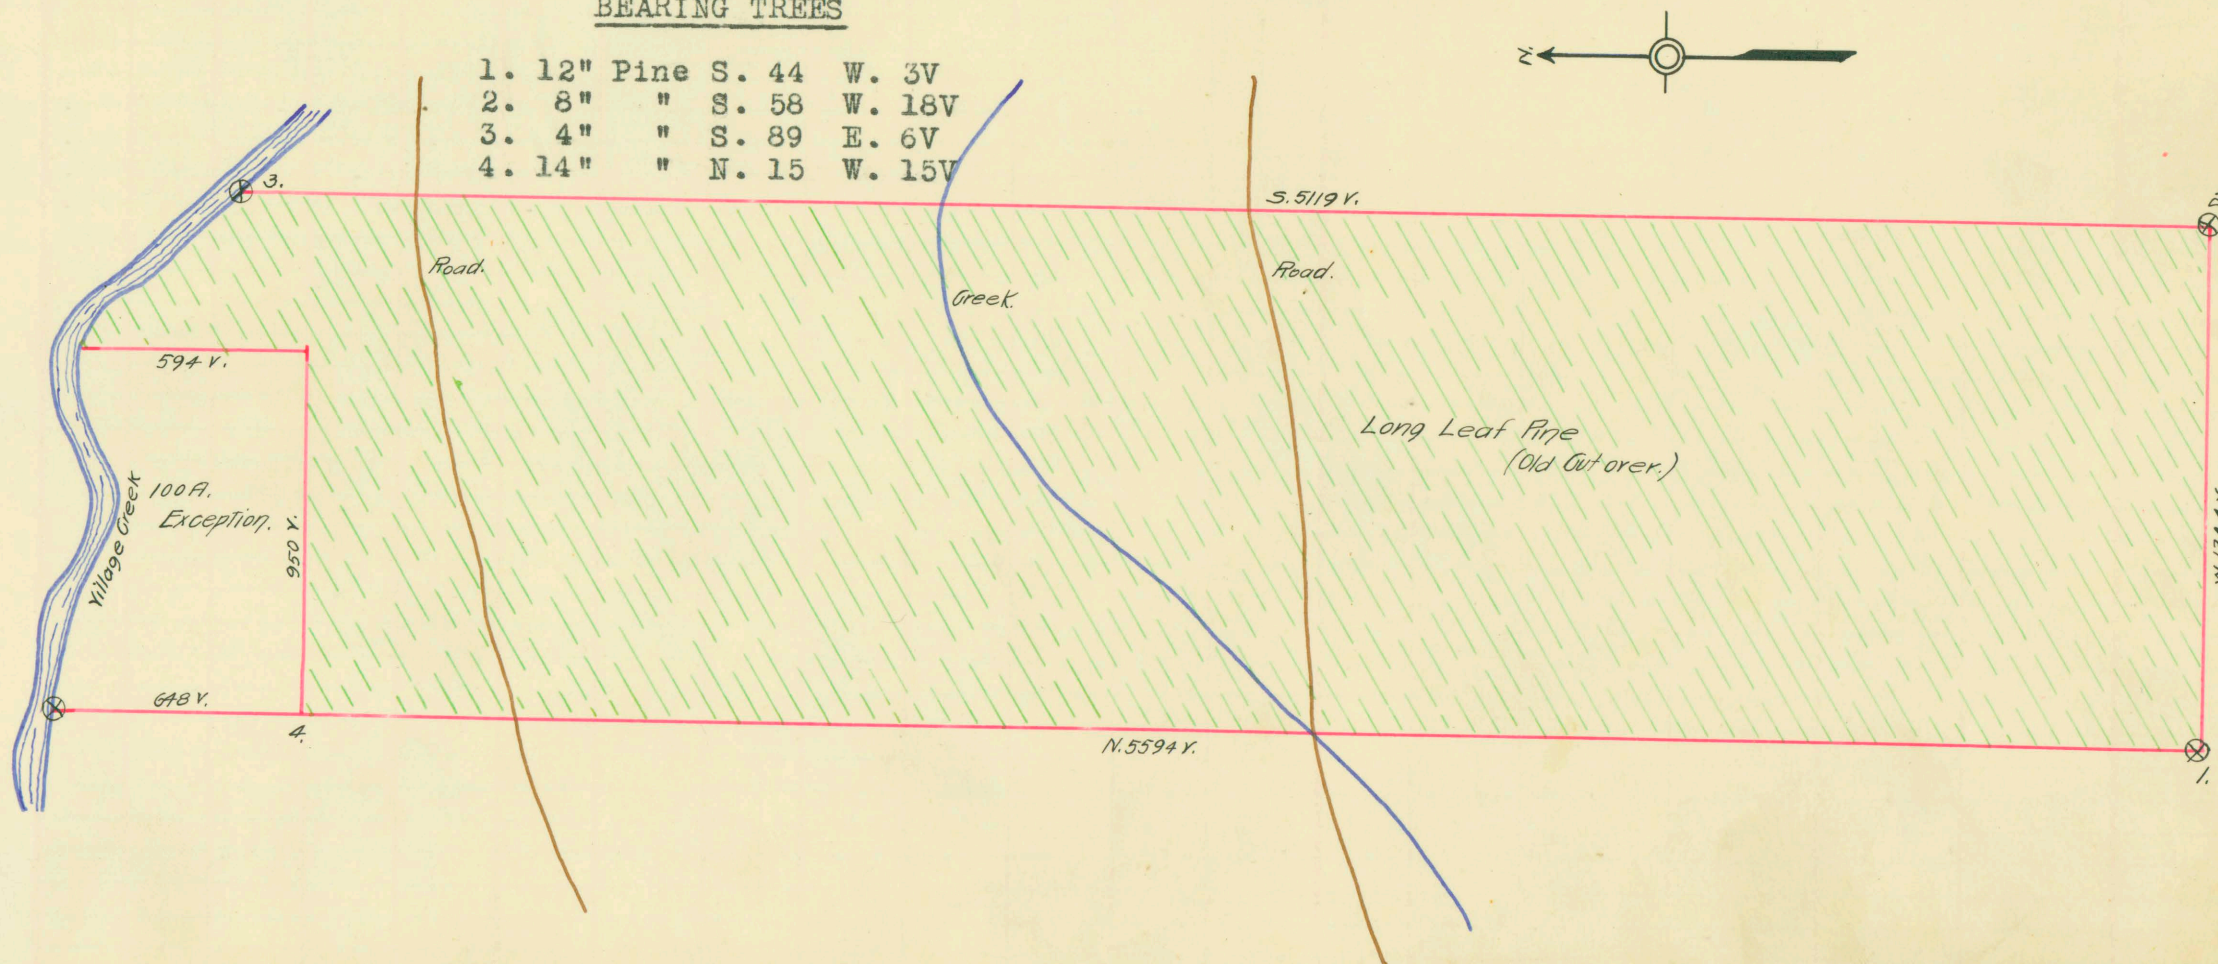 BEARING TREES
1. 12" Pine S. 44 W. 3V
2. 8" " S. 58 W. 18V
3. 4" " S. 89 E. 6V
4. 14" " N. 15 W. 15V
N.
3.
S. 5119 V.
2.
Road.
Creek.
Road.
594 V.
Long Leaf Pine
(Old Cut over.)
100 A.
Exception.
Village Creek
950 V.
648 V.
4.
N. 5594 V.
1.